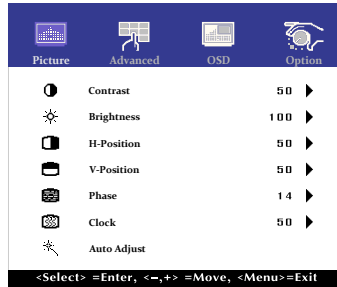 Picture Advanced OSD Option
Contrast 50
Brightness 100
H-Position 50
V-Position 50
Phase 14
Clock 50
Auto Adjust
<Select> =Enter, <−,+> =Move, <Menu>=Exit